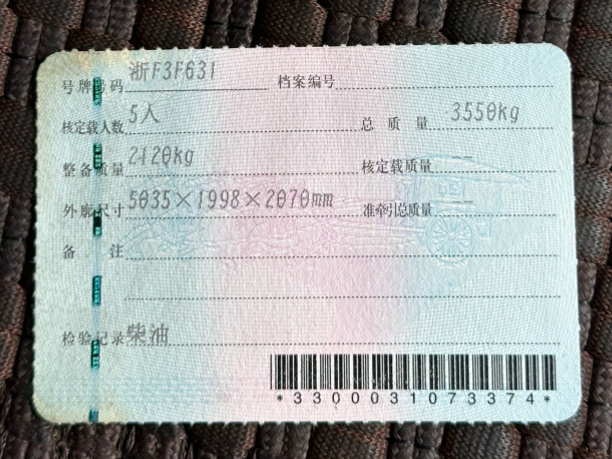 号牌号码 浙F3F631 档案编号
核定载人数 5人 总质量 3550kg
整备质量 2120kg 核定载质量 —
外廓尺寸 5035×1998×2070mm 准牵引总质量 —
备注
检验记录 柴油
*3300031073374*